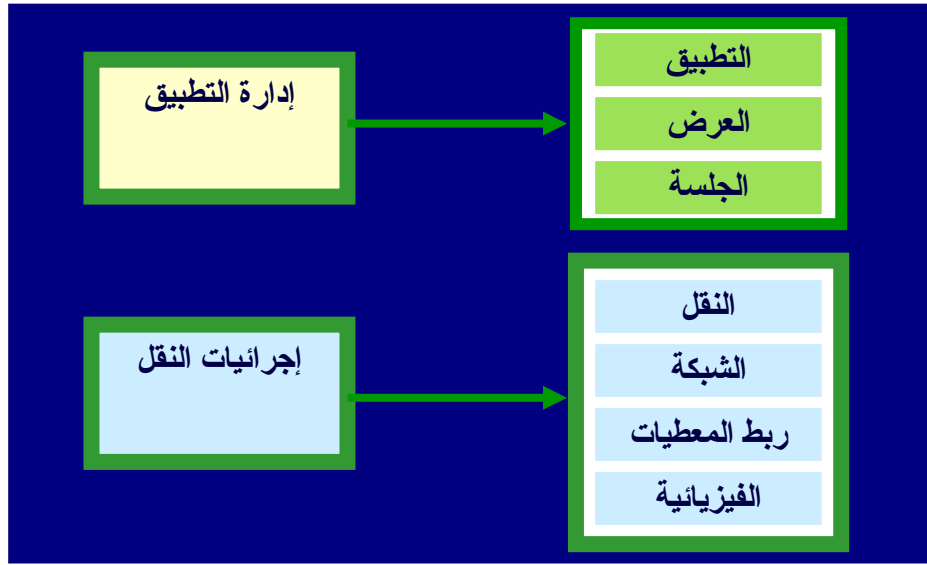 إدارة التطبيق
التطبيق
العرض
الجلسة
إجرائيات النقل
النقل
الشبكة
ربط المعطيات
الفيزيائية